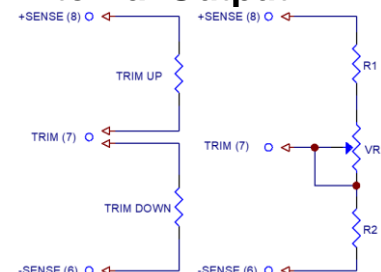 +SENSE (8) +SENSE (8)
TRIM UP
R1
TRIM (7)
TRIM (7)
VR
TRIM DOWN
R2
-SENSE (6) -SENSE (6)